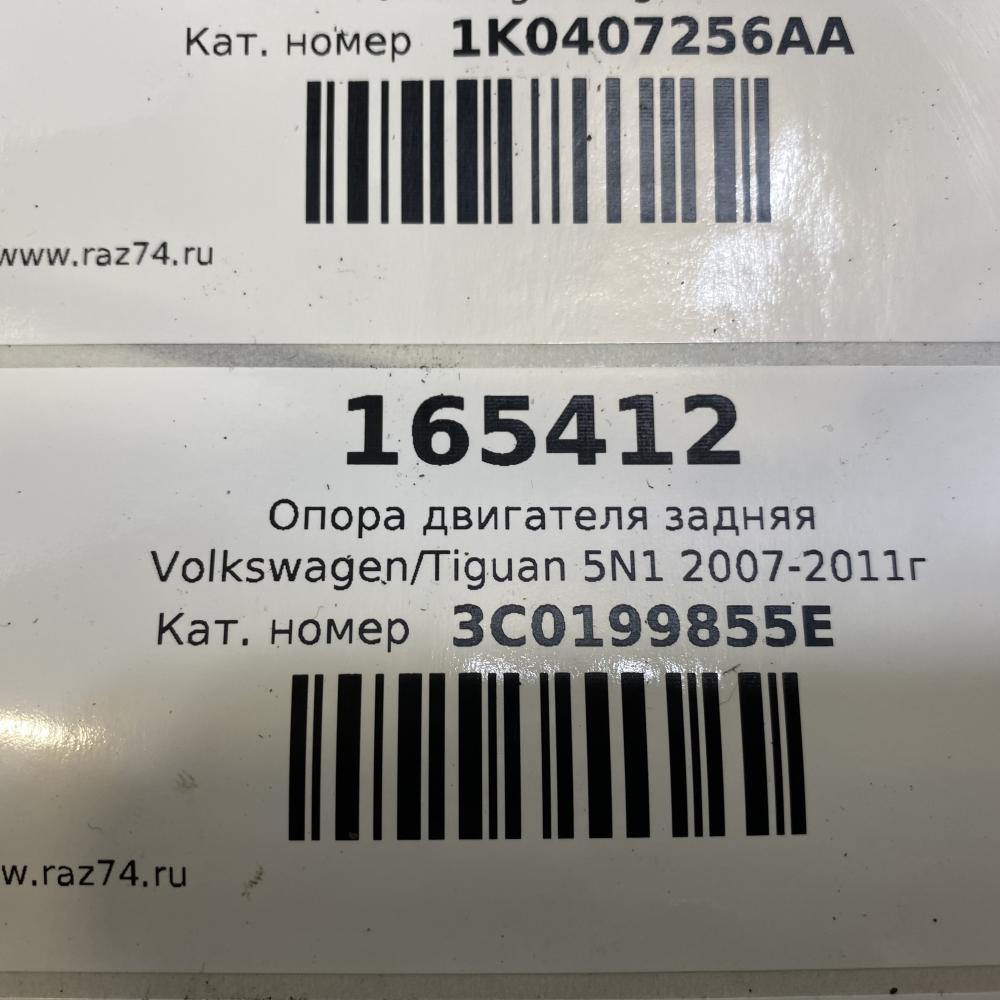 Кат. номер 1K0407256AA
www.raz74.ru
165412
Опора двигателя задняя
Volkswagen/Tiguan 5N1 2007-2011г
Кат. номер 3C0199855E
w.raz74.ru